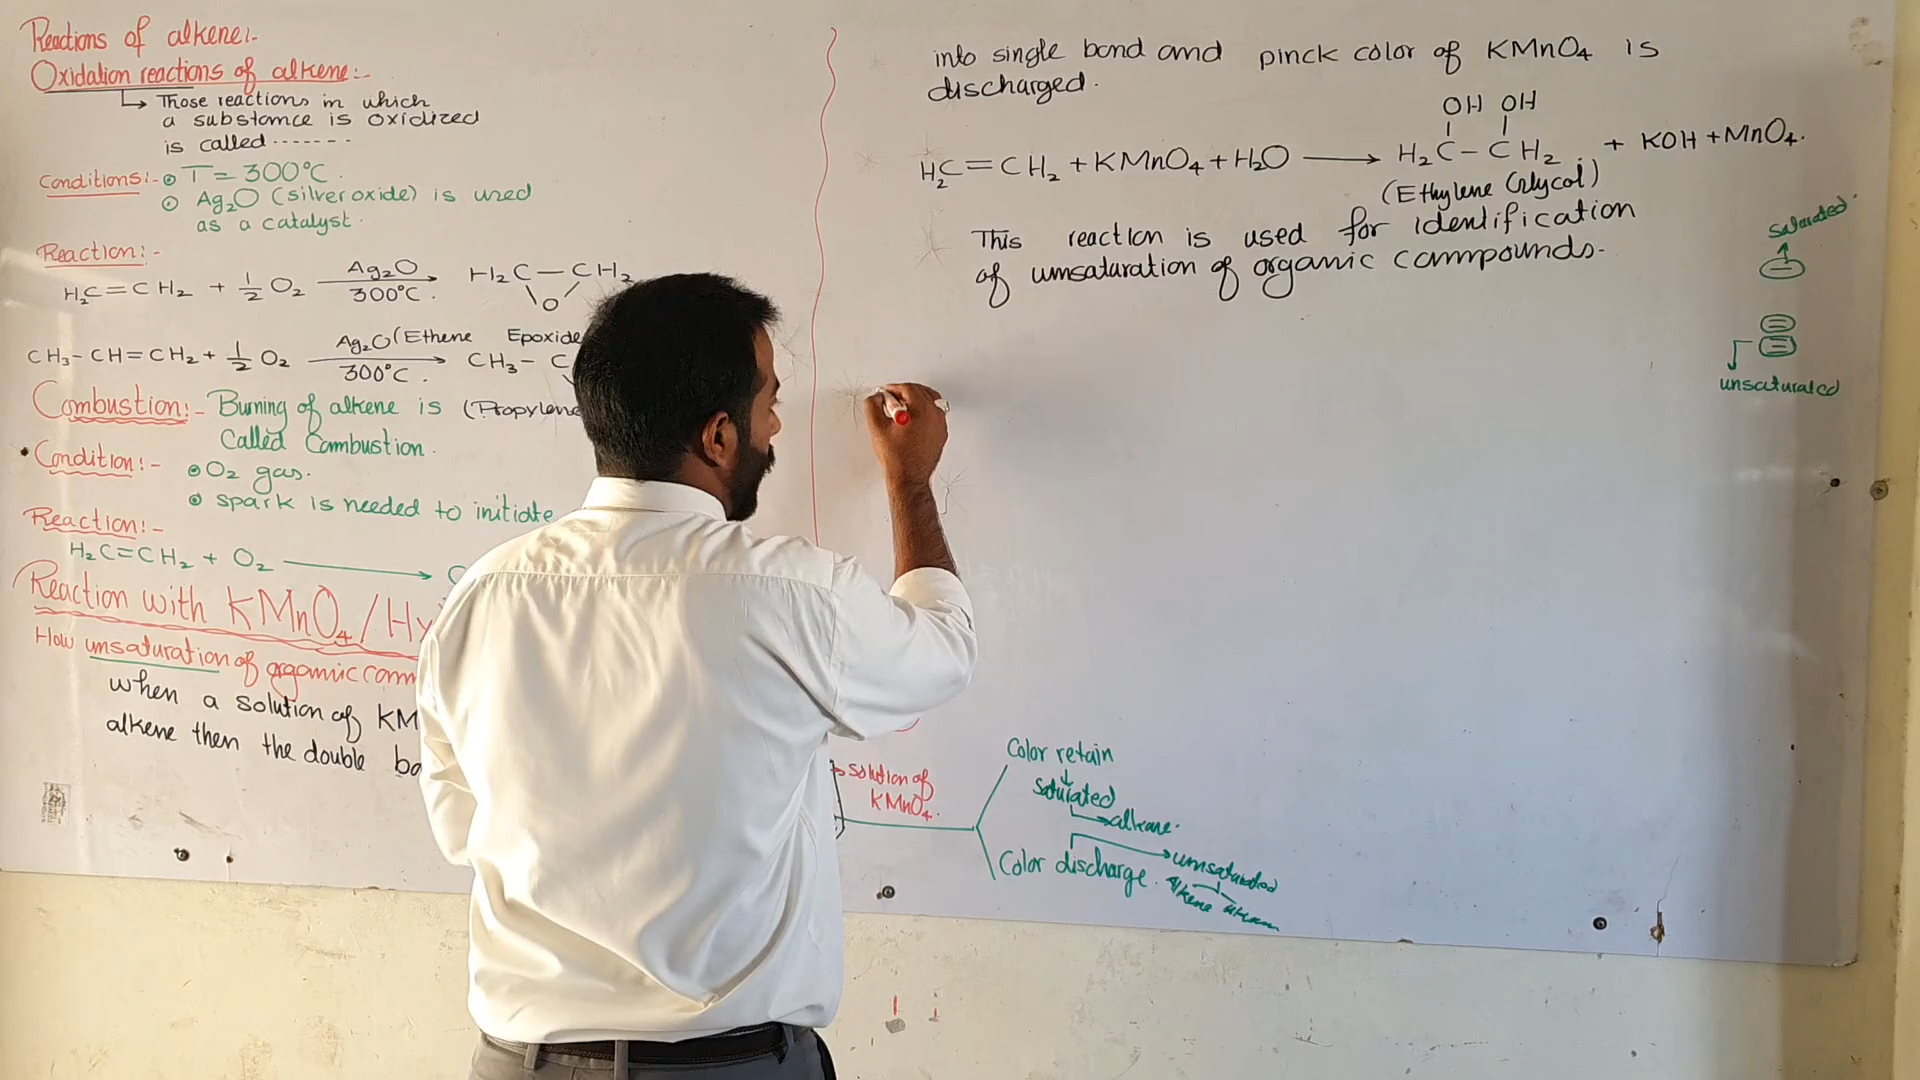 Reactions of alkene:-
Oxidation reactions of alkene:-
Those reactions in which
a substance is oxidized
is called -------
Conditions:- T = 300°C.
Ag₂O (silver oxide) is used
as a catalyst.
Reaction:-
H₂C=CH₂ + 1/2 O₂ Ag₂O 300°C. H₂C—CH₂ O
(Ethene Epoxide
CH₃-CH=CH₂ + 1/2 O₂ Ag₂O 300°C. CH₃- C
(Propylene
Combustion:- Burning of alkene is
Called Combustion.
Condition:- O₂ gas.
spark is needed to initiate
Reaction:-
H₂C=CH₂ + O₂ → C
Reaction with KMnO₄/Hy
How unsaturation of organic com
when a solution of KM
alkene then the double bo
into single bond and pinck color of KMnO₄ is
discharged.
OH OH
H₂C=CH₂ + KMnO₄ + H₂O → H₂C-CH₂ + KOH + MnO₄.
(Ethylene Glycol)
This reaction is used for identification
of unsaturation of organic compounds.
saturated.
unsaturated
solution of
KMnO₄.
Color retain
saturated
alkane.
Color discharge.
unsaturated
alkene